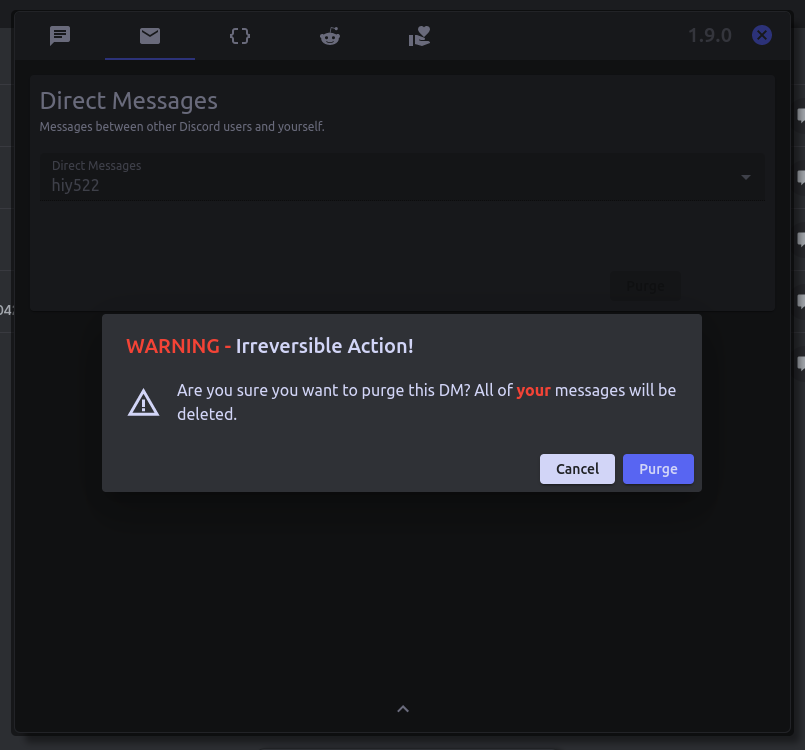 1.9.0
Direct Messages
Messages between other Discord users and yourself.
Direct Messages
hiy522
Purge
WARNING - Irreversible Action!
Are you sure you want to purge this DM? All of your messages will be
deleted.
Cancel
Purge